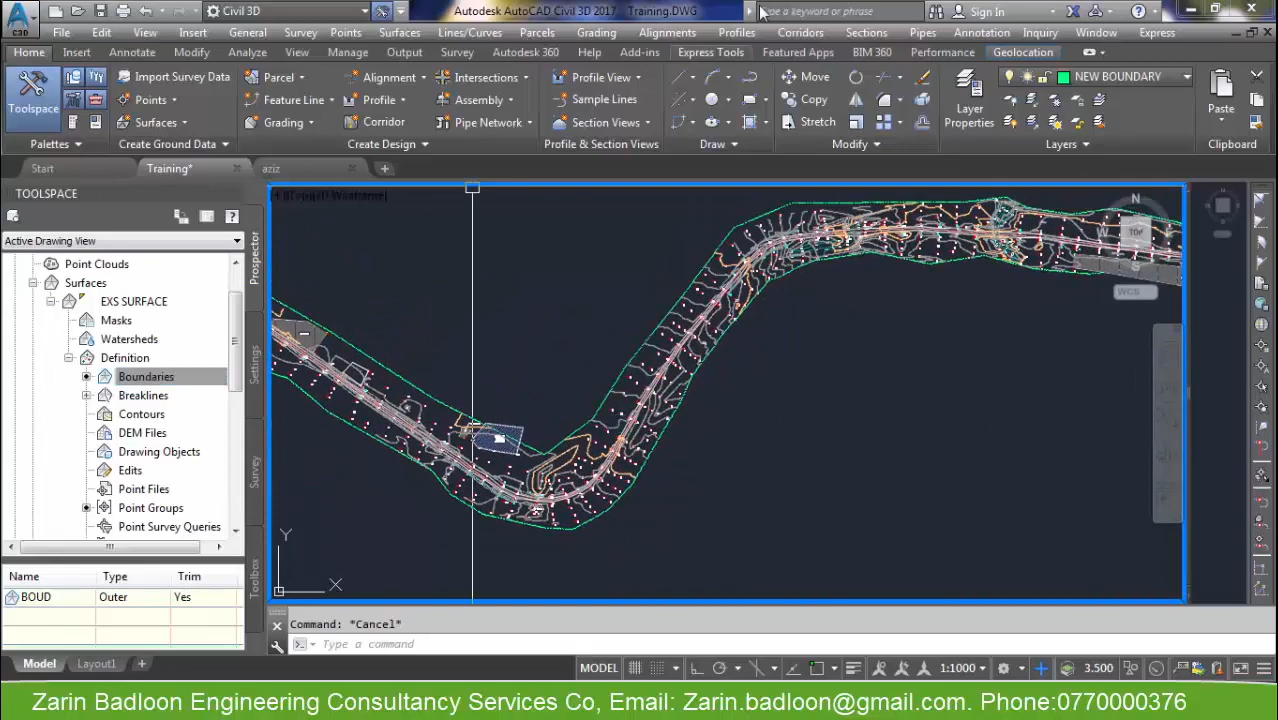 C3D Civil 3D Autodesk AutoCAD Civil 3D 2017 Training.DWG Type a keyword or phrase Sign In
File Edit View Insert General Survey Points Surfaces Lines/Curves Parcels Grading Alignments Profiles Corridors Sections Pipes Annotation Inquiry Window Express
Home Insert Annotate Modify Analyze View Manage Output Survey Autodesk 360 Help Add-ins Express Tools Featured Apps BIM 360 Performance Geolocation
Import Survey Data Parcel Alignment Intersections Profile View Move NEW BOUNDARY
Toolspace Points Feature Line Profile Assembly Sample Lines Copy Layer Properties Paste
Surfaces Grading Corridor Pipe Network Section Views Stretch
Palettes Create Ground Data Create Design Profile & Section Views Draw Modify Layers Clipboard
Start Training* aziz
TOOLSPACE
Active Drawing View
Point Clouds
Surfaces
EXS SURFACE
Masks
Watersheds
Definition
Boundaries
Breaklines
Contours
DEM Files
Drawing Objects
Edits
Point Files
Point Groups
Point Survey Queries
Prospector
Settings
Survey
Toolbox
Name Type Trim
BOUD Outer Yes
N
W TOP
S
WCS
Y
X
Command: *Cancel*
Type a command
Model Layout1 MODEL 1:1000 3.500
Zarin Badloon Engineering Consultancy Services Co, Email: Zarin.badloon@gmail.com. Phone:0770000376